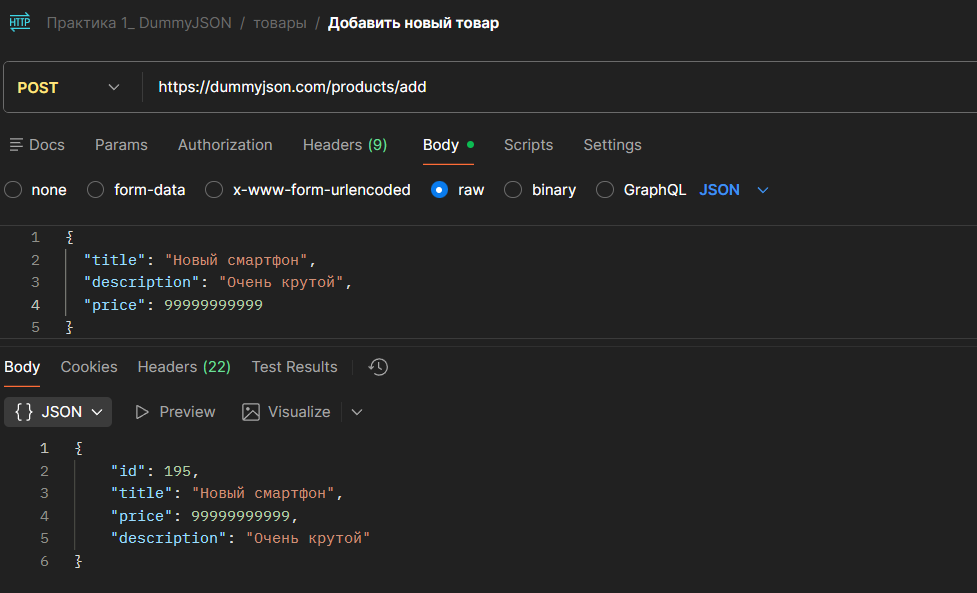 HTTP Практика 1_ DummyJSON / товары / Добавить новый товар
POST https://dummyjson.com/products/add
Docs Params Authorization Headers (9) Body Scripts Settings
none form-data x-www-form-urlencoded raw binary GraphQL JSON
1 {
2 "title": "Новый смартфон",
3 "description": "Очень крутой",
4 "price": 99999999999
5 }
Body Cookies Headers (22) Test Results
{} JSON Preview Visualize
1 {
2 "id": 195,
3 "title": "Новый смартфон",
4 "price": 99999999999,
5 "description": "Очень крутой"
6 }